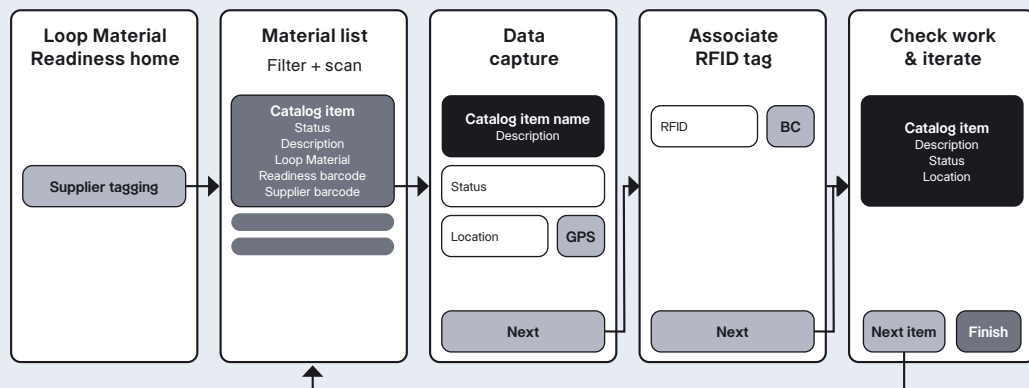 Loop Material
Readiness home
Supplier tagging
Material list
Filter + scan
Catalog item
Status
Description
Loop Material
Readiness barcode
Supplier barcode
Data
capture
Catalog item name
Description
Status
Location
GPS
Next
Associate
RFID tag
RFID
BC
Next
Check work
& iterate
Catalog item
Description
Status
Location
Next item
Finish